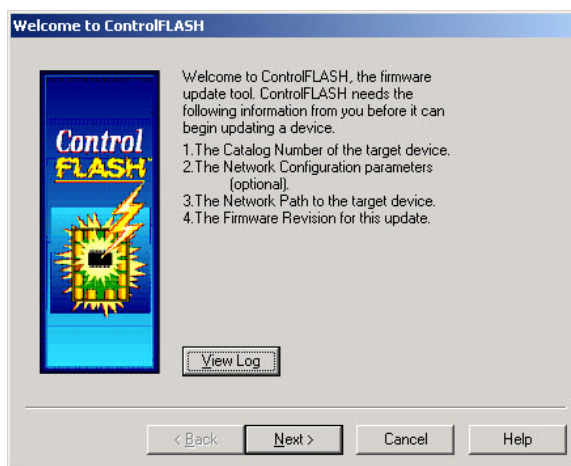 Welcome to ControlFLASH
Control
FLASH™
Welcome to ControlFLASH, the firmware
update tool. ControlFLASH needs the
following information from you before it can
begin updating a device.
1.The Catalog Number of the target device.
2.The Network Configuration parameters
(optional).
3.The Network Path to the target device.
4.The Firmware Revision for this update.
View Log
< Back
Next >
Cancel
Help